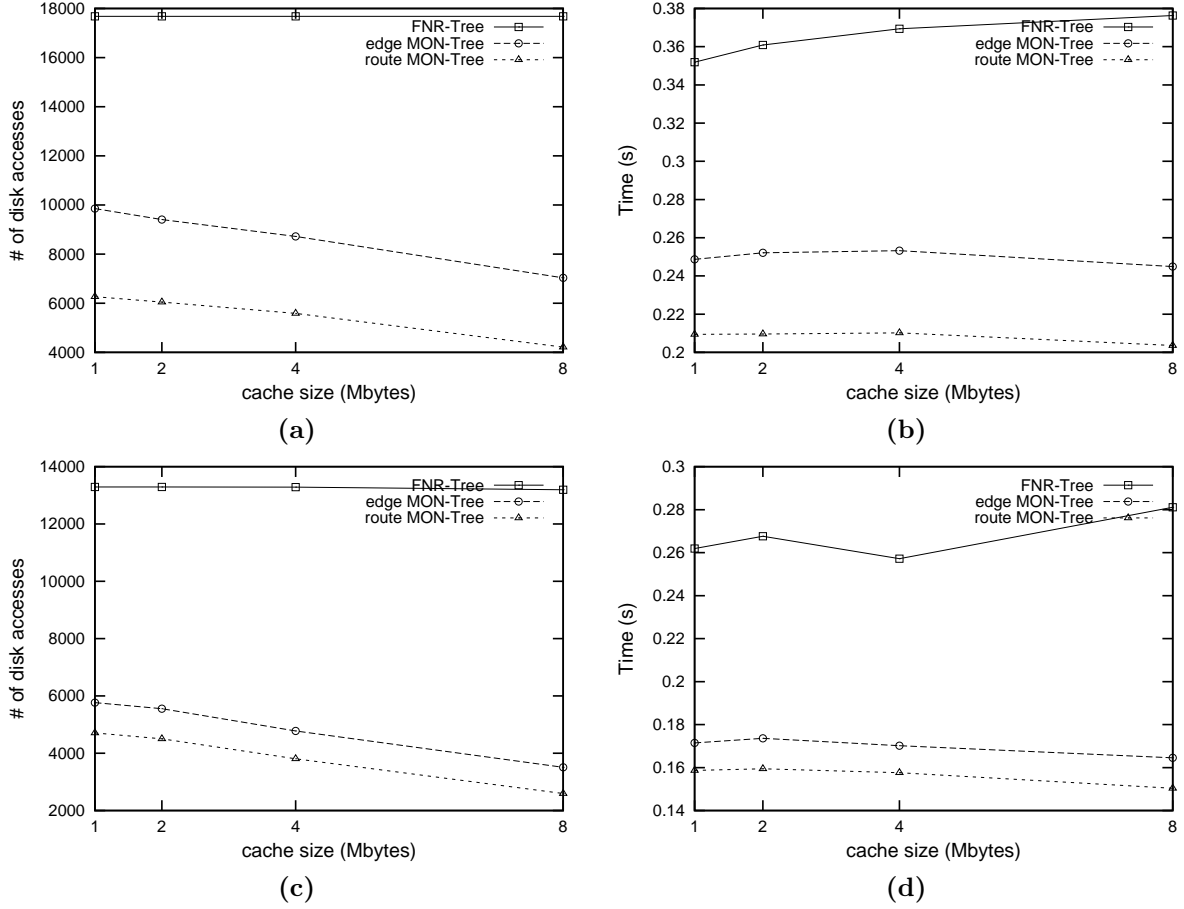 18000
16000
14000
12000
10000
8000
6000
4000
# of disk accesses
FNR-Tree
edge MON-Tree
route MON-Tree
1 2 4 8
cache size (Mbytes)
(a)
0.38
0.36
0.34
0.32
0.3
0.28
0.26
0.24
0.22
0.2
Time (s)
FNR-Tree
edge MON-Tree
route MON-Tree
1 2 4 8
cache size (Mbytes)
(b)
14000
12000
10000
8000
6000
4000
2000
# of disk accesses
FNR-Tree
edge MON-Tree
route MON-Tree
1 2 4 8
cache size (Mbytes)
(c)
0.3
0.28
0.26
0.24
0.22
0.2
0.18
0.16
0.14
Time (s)
FNR-Tree
edge MON-Tree
route MON-Tree
1 2 4 8
cache size (Mbytes)
(d)